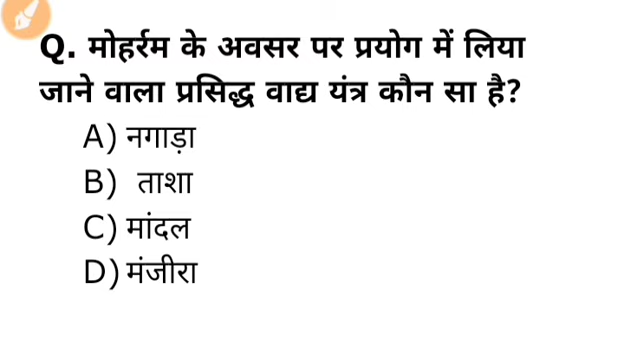 Q. मोहर्रम के अवसर पर प्रयोग में लिया
जाने वाला प्रसिद्ध वाद्य यंत्र कौन सा है?
A) नगाड़ा
B) ताशा
C) मांदल
D) मंजीरा